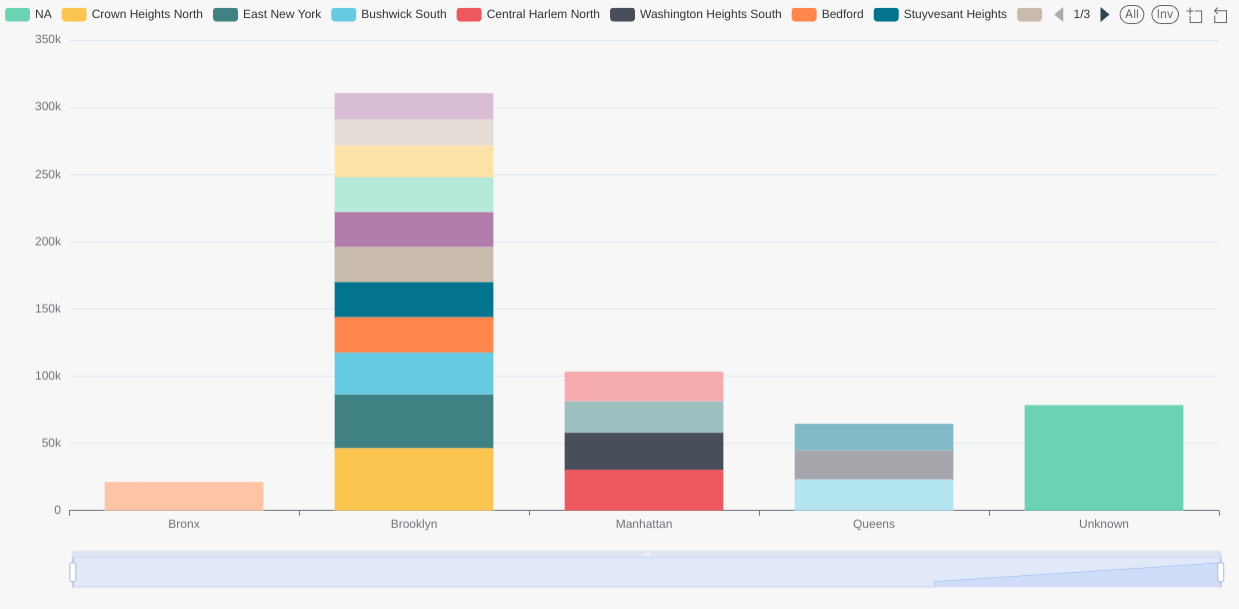 NA Crown Heights North East New York Bushwick South Central Harlem North Washington Heights South Bedford Stuyvesant Heights 1/3 All Inv
350k
300k
250k
200k
150k
100k
50k
0
Bronx Brooklyn Manhattan Queens Unknown